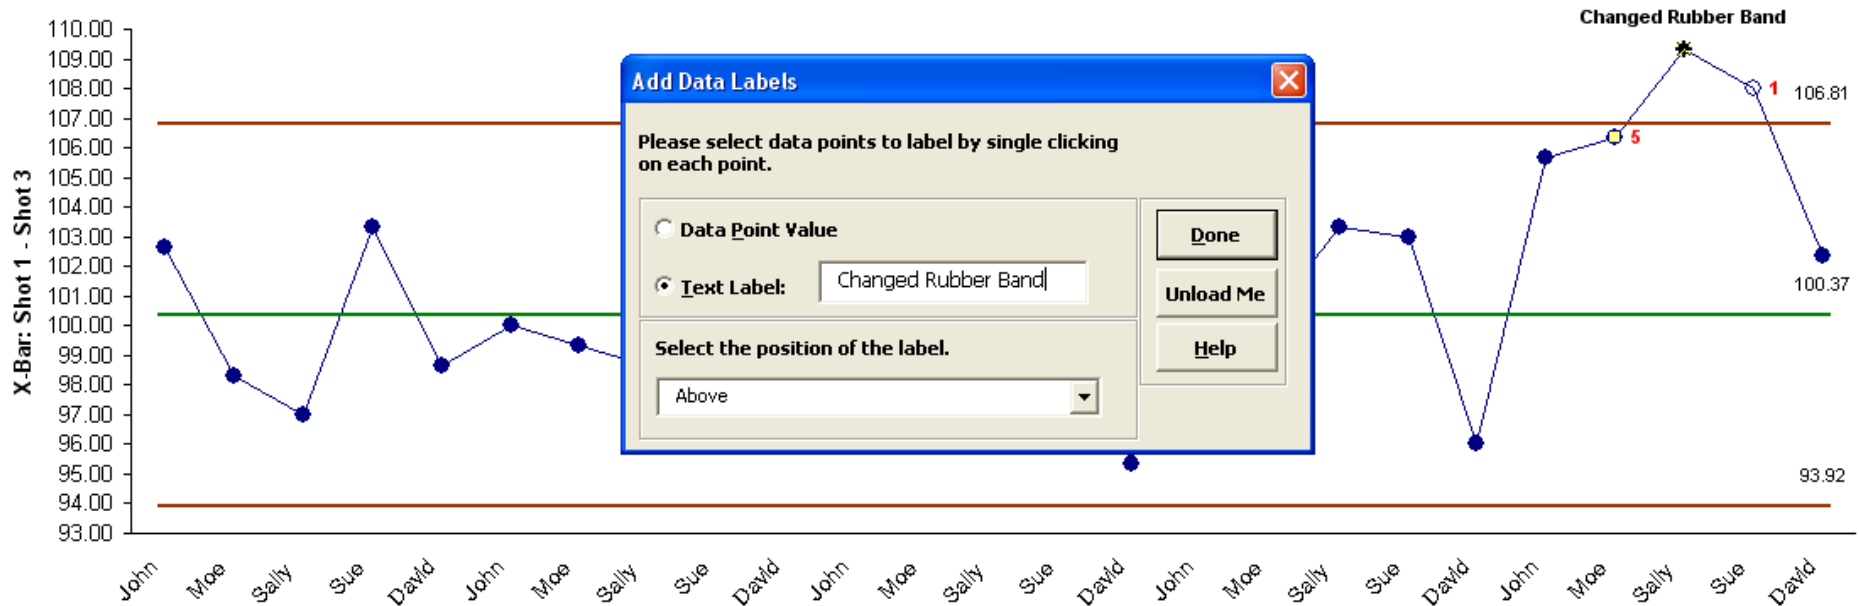 Changed Rubber Band
110.00
109.00
108.00
107.00
106.00
105.00
104.00
103.00
102.00
101.00
100.00
99.00
98.00
97.00
96.00
95.00
94.00
93.00
X-Bar: Shot 1 - Shot 3
Add Data Labels
Please select data points to label by single clicking
on each point.
Data Point Value
Text Label: Changed Rubber Band
Select the position of the label.
Above
Done
Unload Me
Help
5
1
106.81
100.37
93.92
John Moe Sally Sue David John Moe Sally Sue David John Moe Sally Sue David John Moe Sally Sue David John Moe Sally Sue David